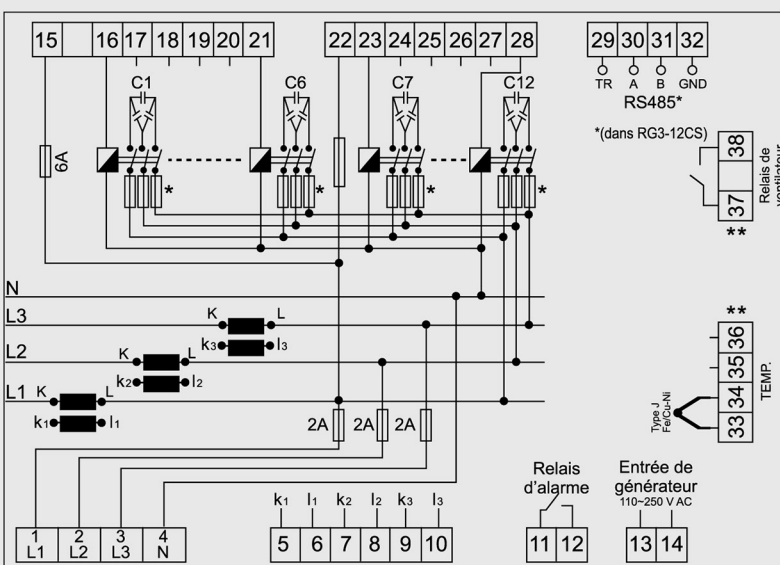 15 16 17 18 19 20 21 22 23 24 25 26 27 28 29 30 31 32
TR A B GND
RS485*
C1 C6 C7 C12
*(dans RG3-12CS)
6A
* * * *
38
37
Relais de
ventilateur
**
N
L3
K L
k3 l3
L2
K L
k2 l2
L1
K L
k1 l1
2A 2A 2A
**
36
35
34
33
TEMP.
Type J
Fe/Cu-Ni
Relais
d'alarme
Entrée de
générateur
110~250 V AC
k1 l1 k2 l2 k3 l3
1 2 3 4
L1 L2 L3 N
5 6 7 8 9 10
11 12
13 14